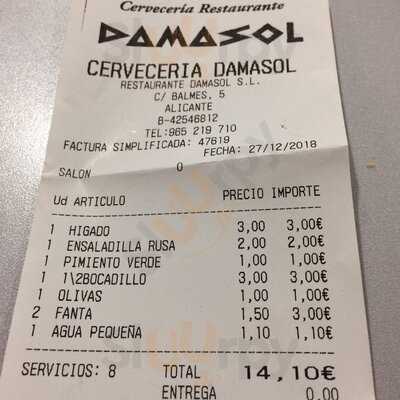 Cervecería Restaurante
DAMASOL
CERVECERIA DAMASOL
RESTAURANTE DAMASOL S.L.
C/ BALMES, 5
ALICANTE
B-42546812
TEL:965 219 710
FACTURA SIMPLIFICADA: 47619
FECHA: 27/12/2018
SALON 0
Ud ARTICULO PRECIO IMPORTE
1 HIGADO 3,00 3,00€
1 ENSALADILLA RUSA 2,00 2,00€
1 PIMIENTO VERDE 1,00 1,00€
1 1\2BOCADILLO 3,00 3,00€
1 OLIVAS 1,00 1,00€
2 FANTA 1,50 3,00€
1 AGUA PEQUEÑA 1,10 1,10€
SERVICIOS: 8 TOTAL 14,10€
ENTREGA 0,00